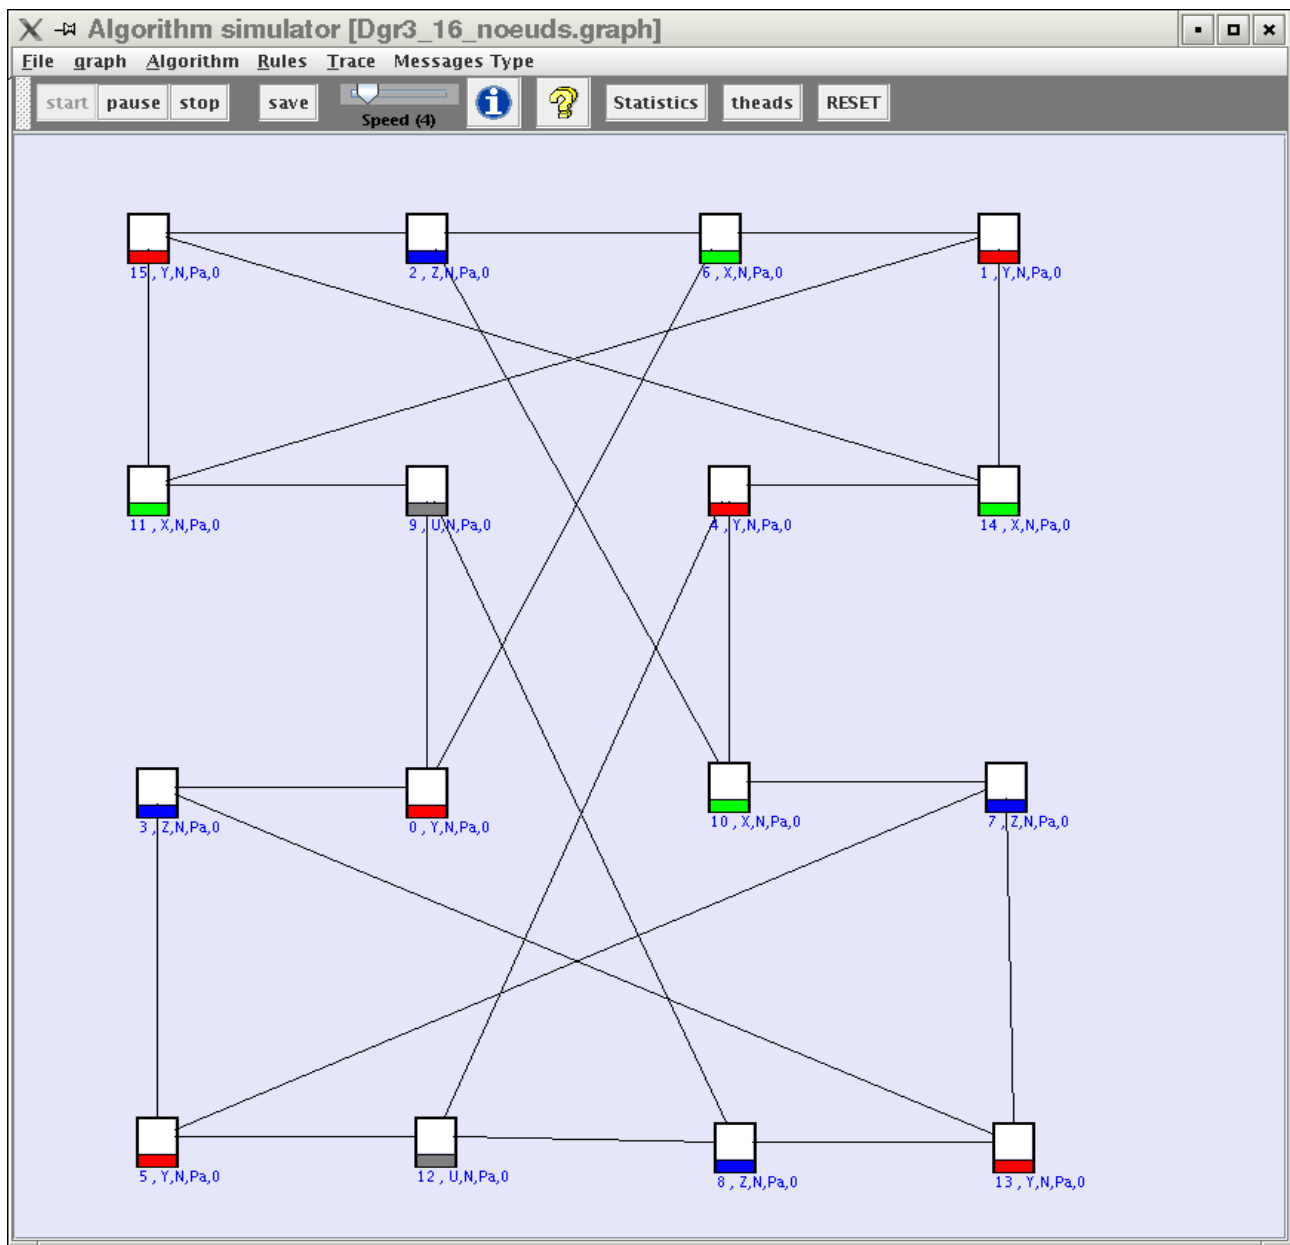 Algorithm simulator [Dgr3_16_noeuds.graph]
File graph Algorithm Rules Trace Messages Type
start pause stop save Speed (4) Statistics theads RESET
15 , Y,N,Pa,0 2 , Z,N,Pa,0 6 , X,N,Pa,0 1 , Y,N,Pa,0
11 , X,N,Pa,0 9 , U,N,Pa,0 4 , Y,N,Pa,0 14 , X,N,Pa,0
3 , Z,N,Pa,0 0 , Y,N,Pa,0 10 , X,N,Pa,0 7 , Z,N,Pa,0
5 , Y,N,Pa,0 12 , U,N,Pa,0 8 , Z,N,Pa,0 13 , Y,N,Pa,0